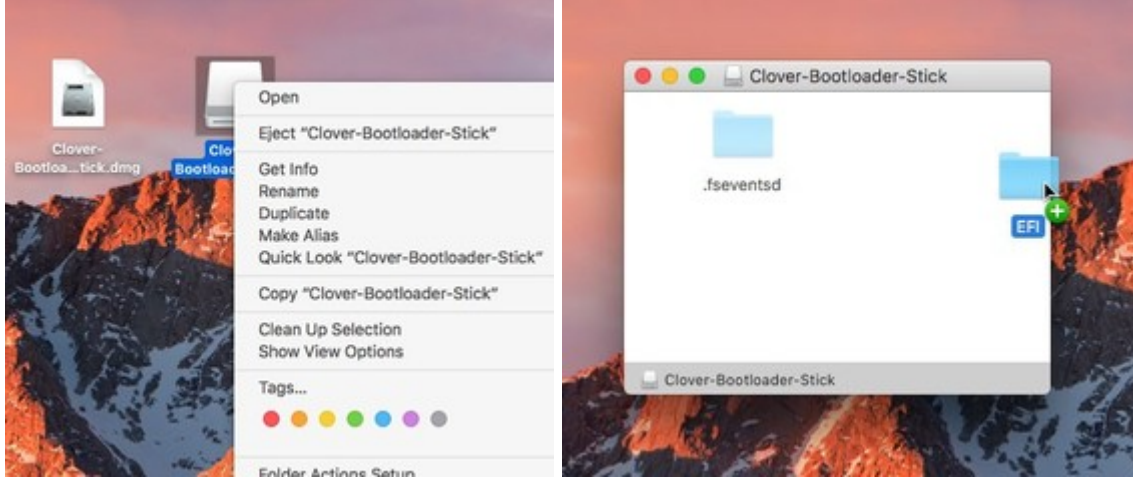 Clover-
Bootloa...tick.dmg
Clo
Bootload
Open
Eject “Clover-Bootloader-Stick”
Get Info
Rename
Duplicate
Make Alias
Quick Look “Clover-Bootloader-Stick”
Copy “Clover-Bootloader-Stick”
Clean Up Selection
Show View Options
Tags...
Folder Actions Setup
Clover-Bootloader-Stick
.fseventsd
EFI
Clover-Bootloader-Stick